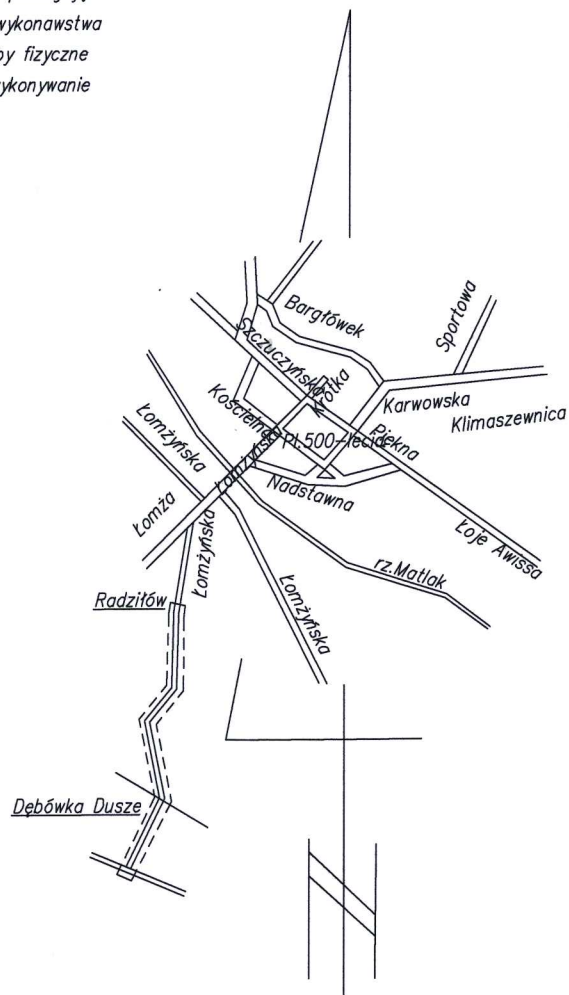 wykonawstwa
by fizyczne
ykonywanie
Bargłówek
Sportowa
Szczuczyńska
Krótka
Kościelna
Karwowska
Klimaszewnica
Pl.500-lecia
Piękna
Łomżyńska
Łomżyńska
Nadstawna
Łomża
Łoje Awissa
Łomżyńska
rz.Matlak
Łomżyńska
Radziłów
Dębówka Dusze